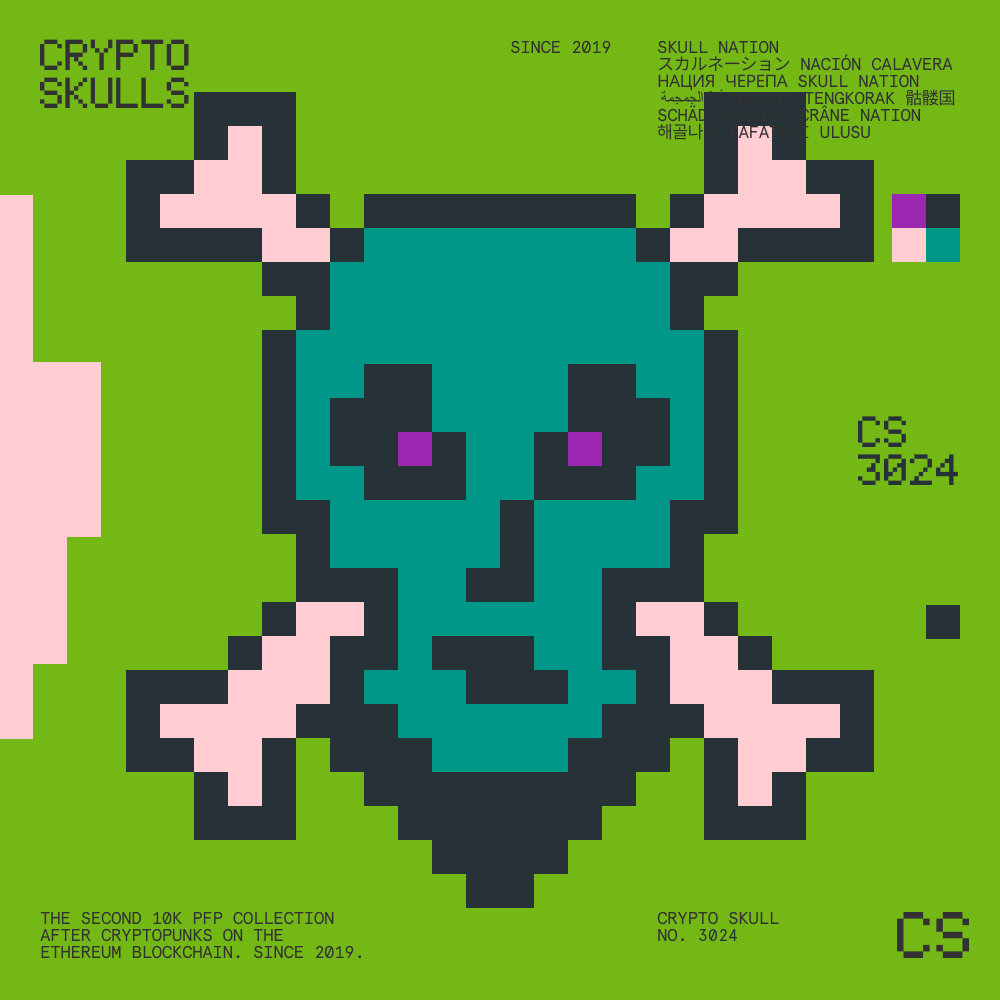 CRYPTO
SKULLS
SINCE 2019
SKULL NATION
スカルネーション NACIÓN CALAVERA
НАЦИЯ ЧЕРЕПА SKULL NATION
الجمجمة TENGKORAK 骷髅国
CRÂNE NATION
해골나 ULUSU
CS
3024
THE SECOND 10K PFP COLLECTION
AFTER CRYPTOPUNKS ON THE
ETHEREUM BLOCKCHAIN. SINCE 2019.
CRYPTO SKULL
NO. 3024
CS